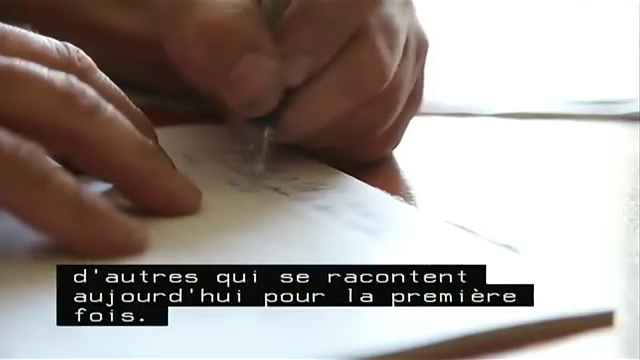 d'autres qui se racontent
aujourd'hui pour la première
fois.